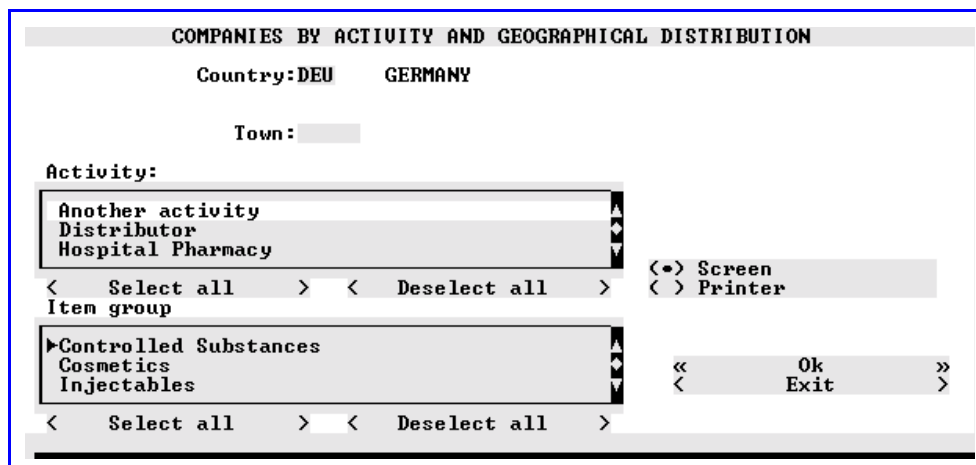 COMPANIES BY ACTIVITY AND GEOGRAPHICAL DISTRIBUTION
Country:DEU GERMANY
Town:
Activity:
Another activity
Distributor
Hospital Pharmacy
< Select all > < Deselect all >
(•) Screen
( ) Printer
Item group
►Controlled Substances
Cosmetics
Injectables
« Ok »
< Exit >
< Select all > < Deselect all >